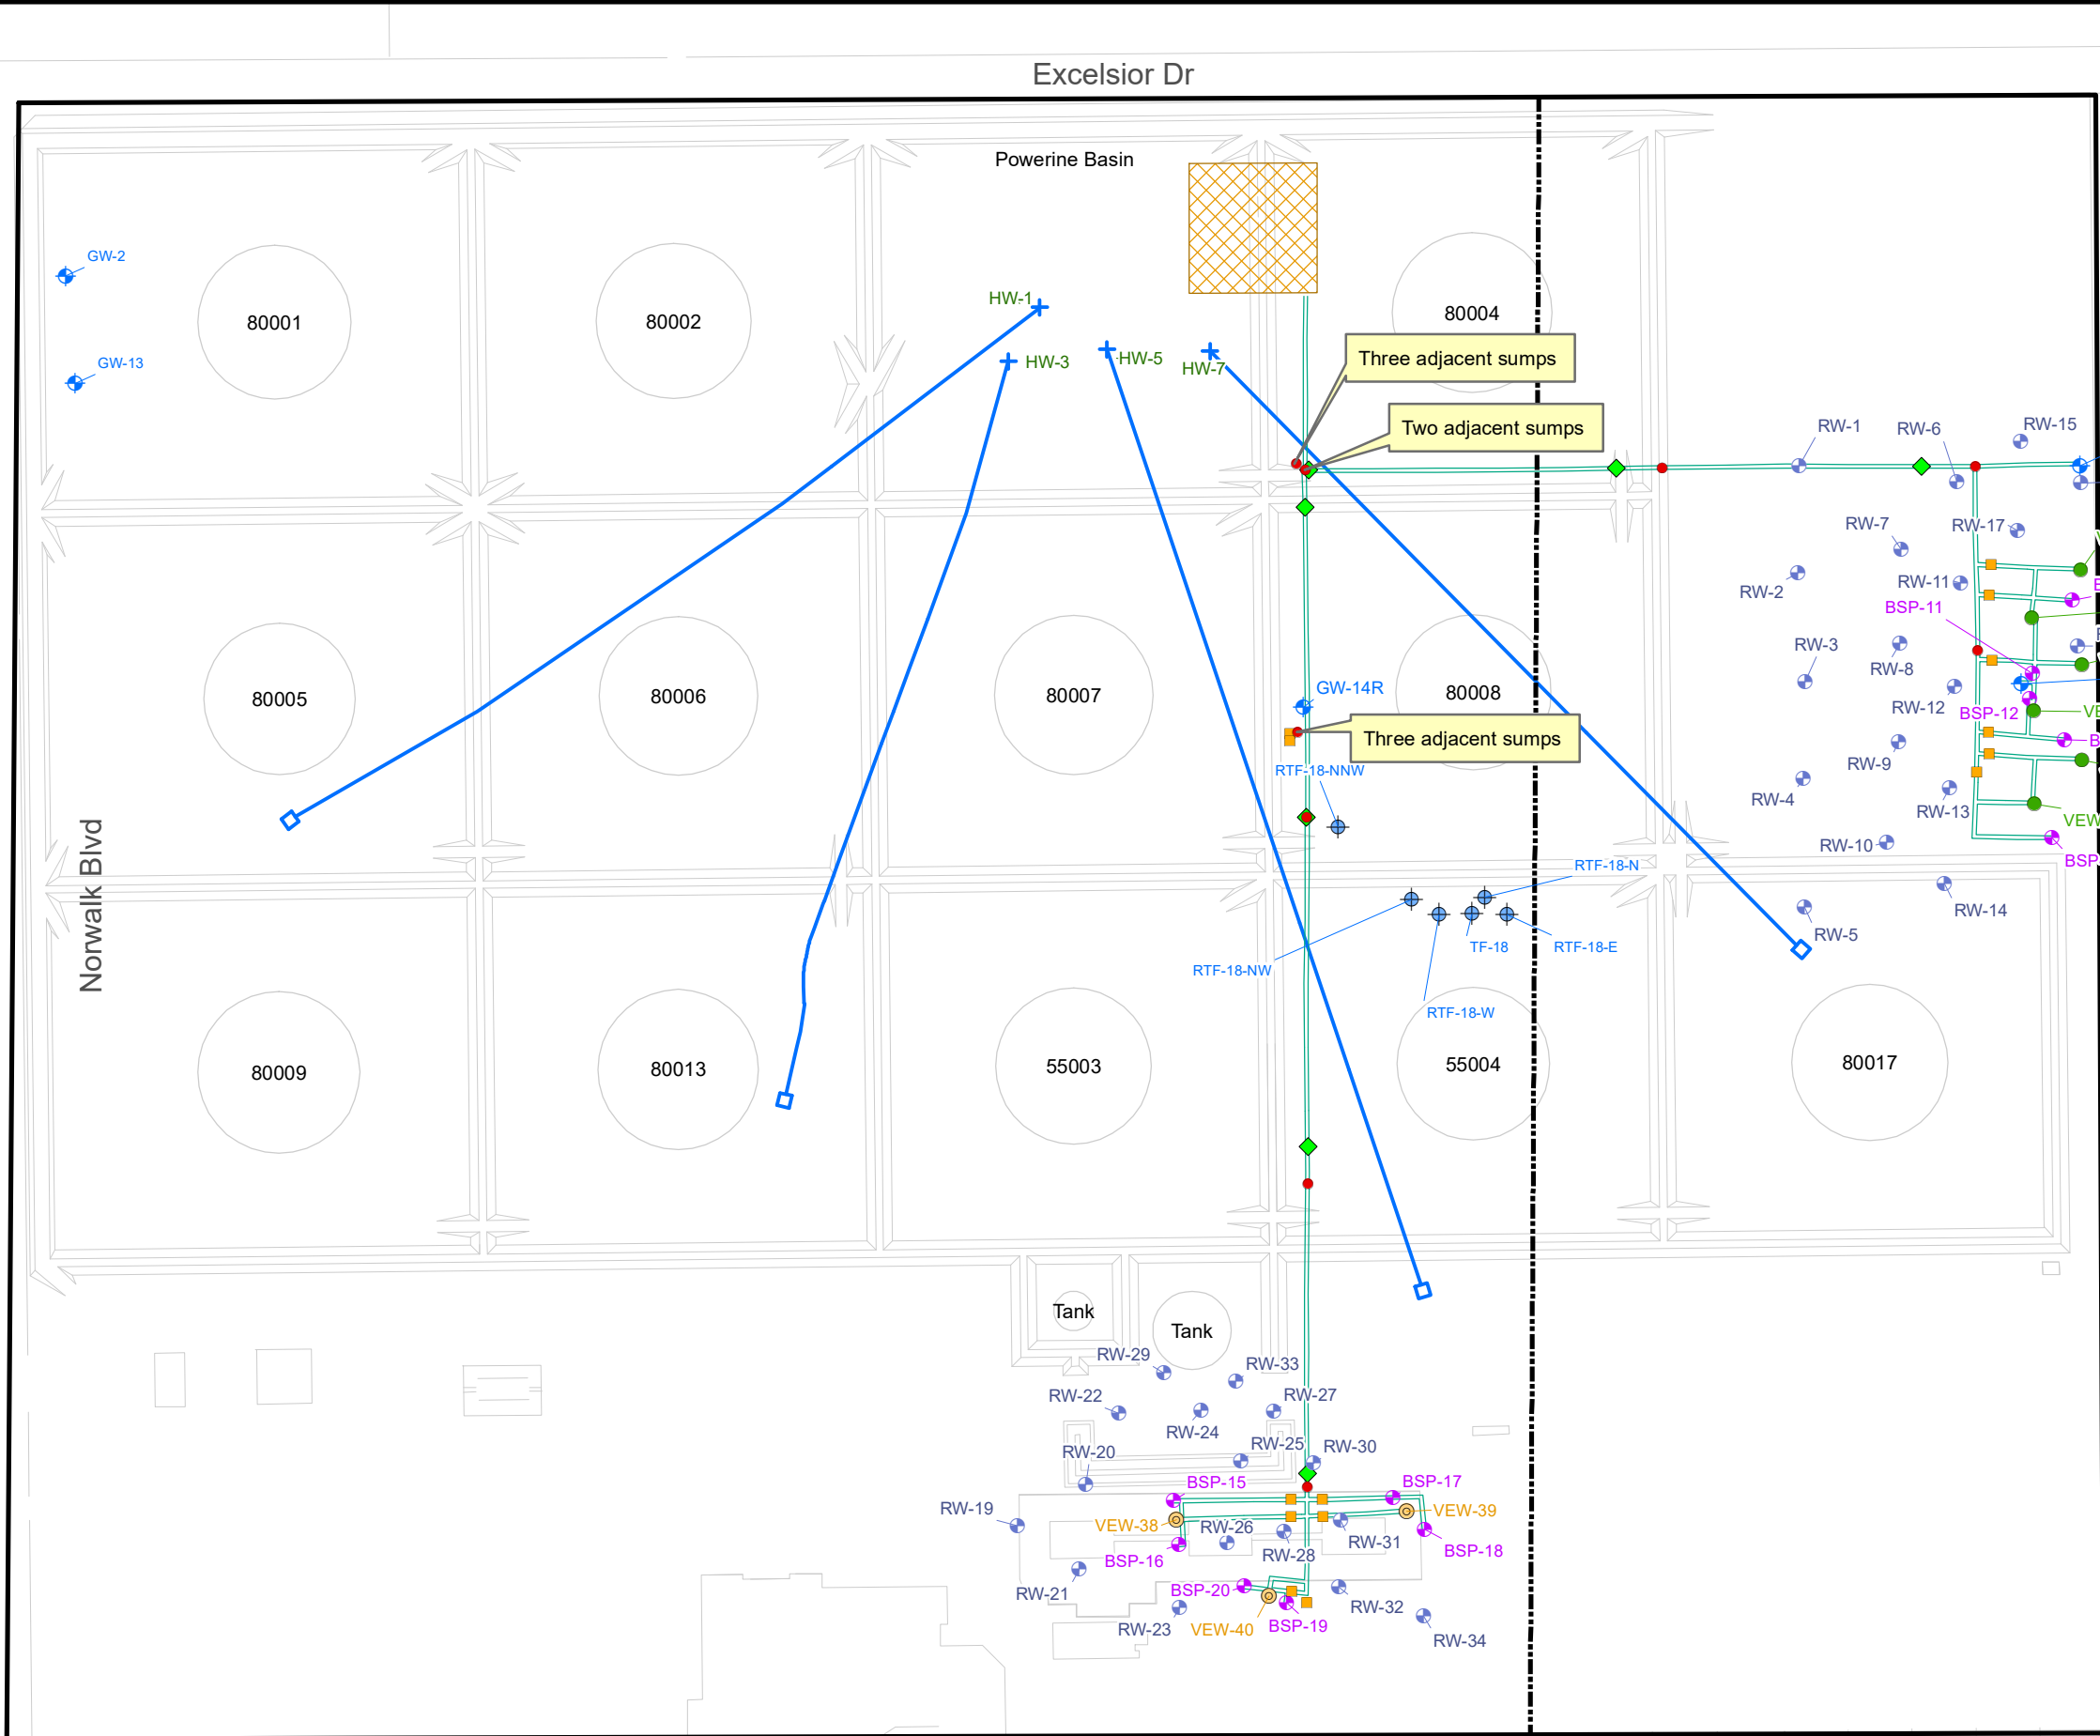 Excelsior Dr
Powerine Basin
GW-2
80001
80002
HW-1
80004
GW-13
HW-3
HW-5
HW-7
Three adjacent sumps
Two adjacent sumps
RW-1
RW-6
RW-15
RW-7
RW-17
RW-2
RW-11
BSP-11
RW-3
RW-8
80005
80006
80007
80008
GW-14R
RW-12
BSP-12
VE
B
Three adjacent sumps
RTF-18-NNW
RW-9
RW-4
RW-13
VEW
RW-10
BSP
Norwalk Blvd
RTF-18-N
RW-14
RW-5
RTF-18-NW
TF-18
RTF-18-E
RTF-18-W
80009
80013
55003
55004
80017
Tank
Tank
RW-29
RW-33
RW-22
RW-27
RW-24
RW-20
RW-25
RW-30
BSP-15
BSP-17
RW-19
VEW-38
VEW-39
RW-26
RW-31
BSP-16
RW-28
BSP-18
RW-21
BSP-20
RW-32
RW-23
VEW-40
BSP-19
RW-34